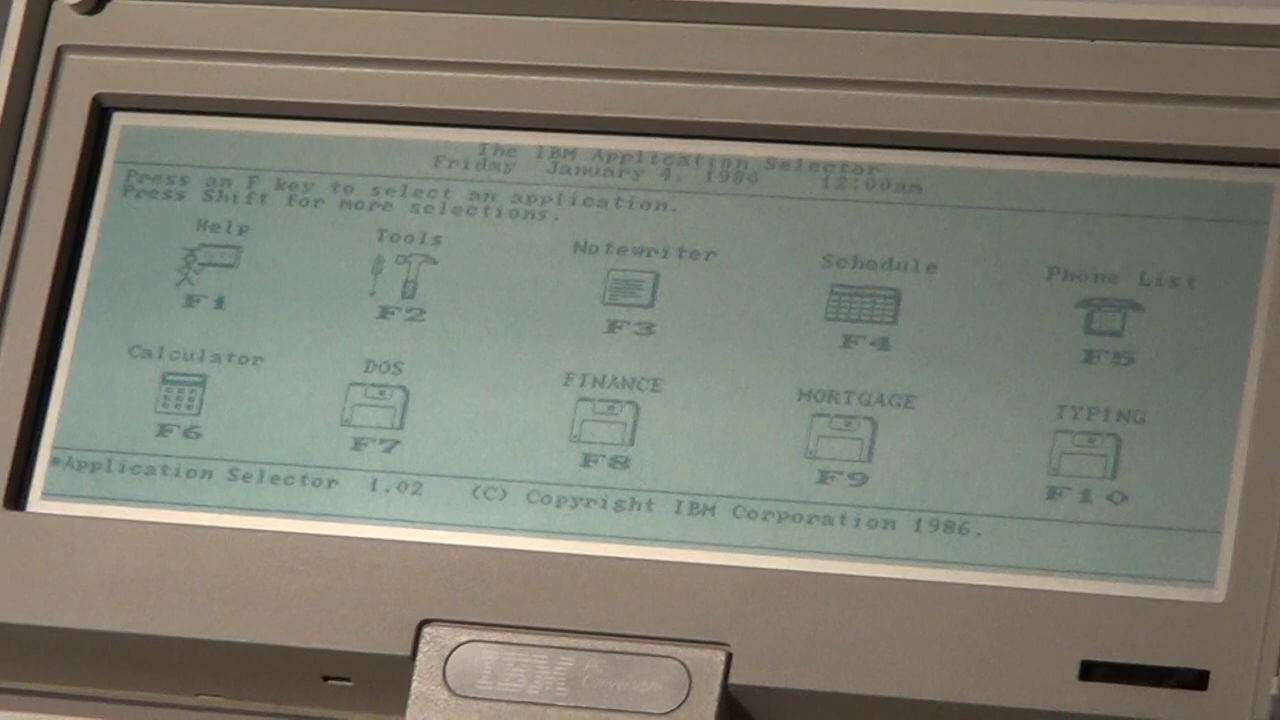 The IBM Application Selector
Friday January 4, 1986 12:00am
Press an F key to select an application.
Press Shift for more selections.
Help Tools Notewriter Schedule Phone List
F1 F2 F3 F4 F5
Calculator DOS FINANCE MORTGAGE TYPING
F6 F7 F8 F9 F10
*Application Selector 1.02 (C) Copyright IBM Corporation 1986.
IBM PC
Convertible